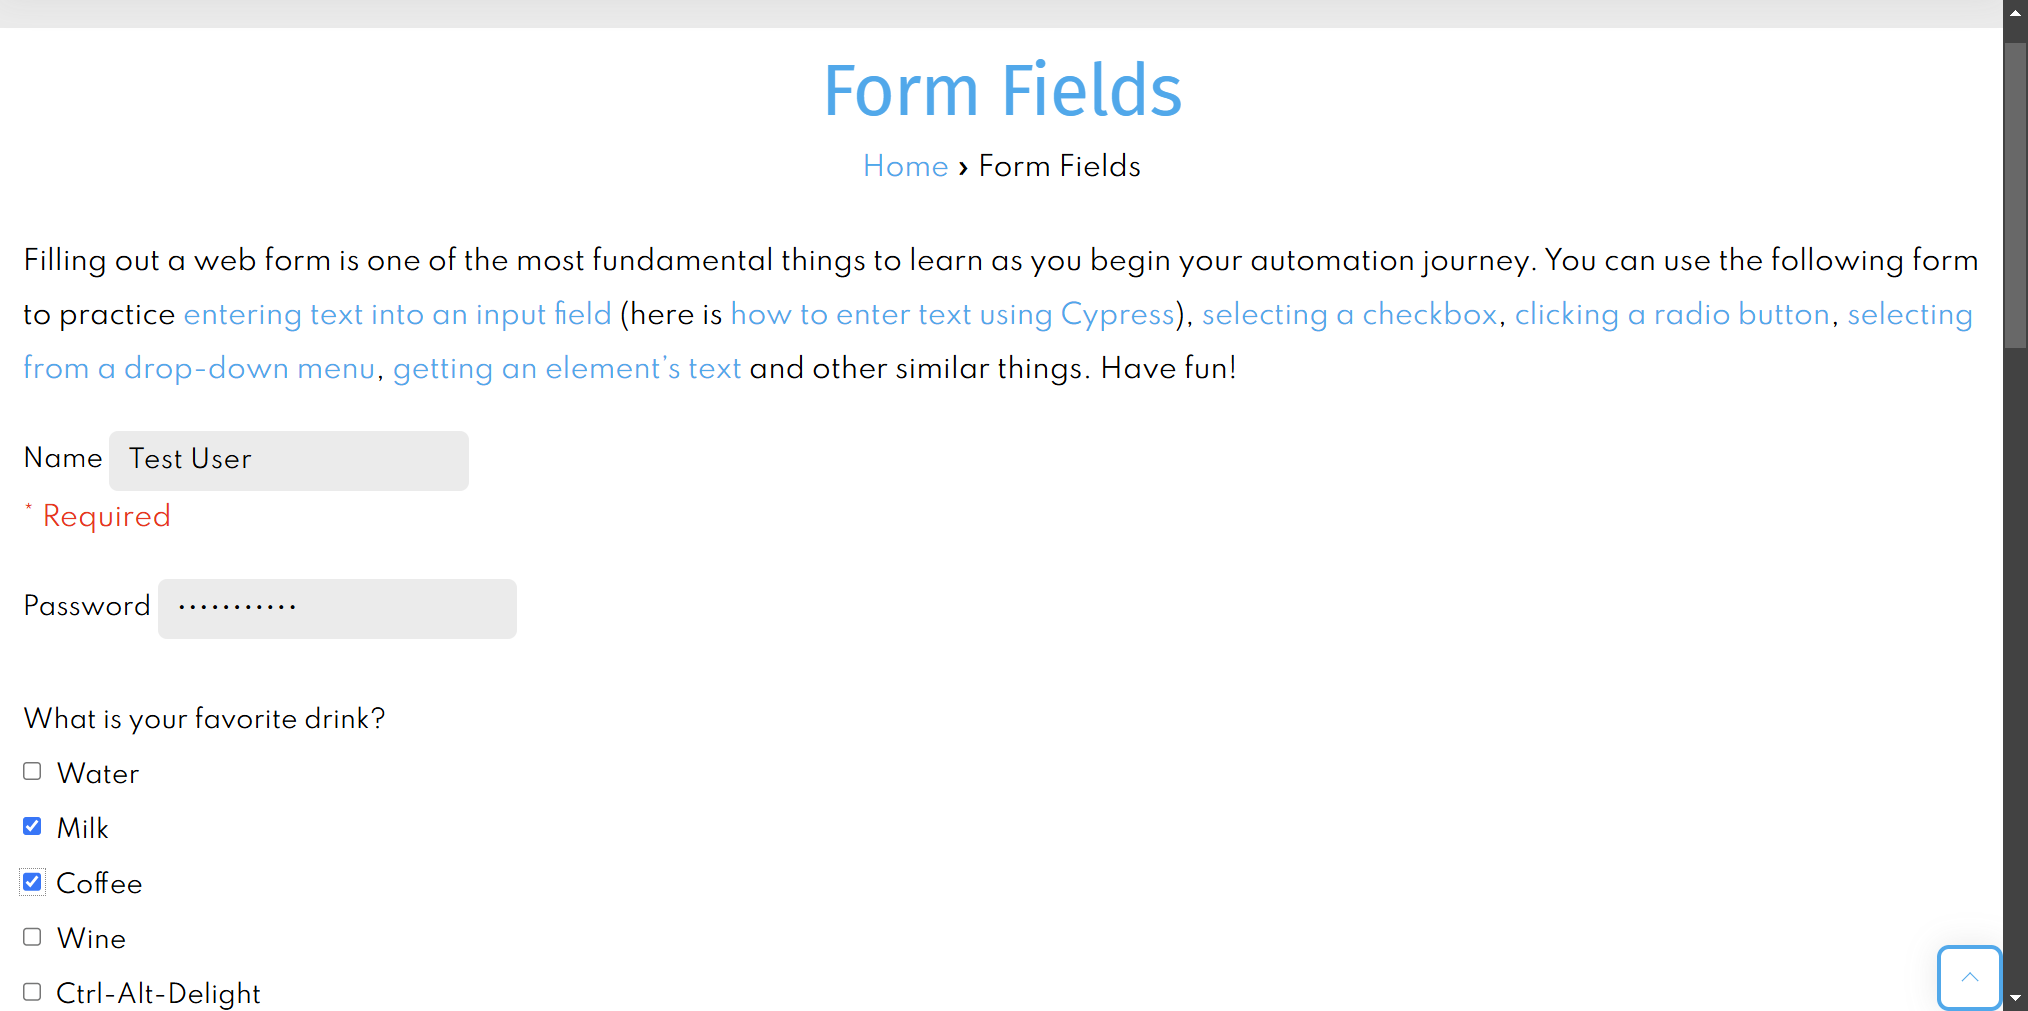 Form Fields
Home › Form Fields
Filling out a web form is one of the most fundamental things to learn as you begin your automation journey. You can use the following form
to practice entering text into an input field (here is how to enter text using Cypress), selecting a checkbox, clicking a radio button, selecting
from a drop-down menu, getting an element’s text and other similar things. Have fun!
Name Test User
* Required
Password •••••••••••
What is your favorite drink?
Water
Milk
Coffee
Wine
Ctrl-Alt-Delight